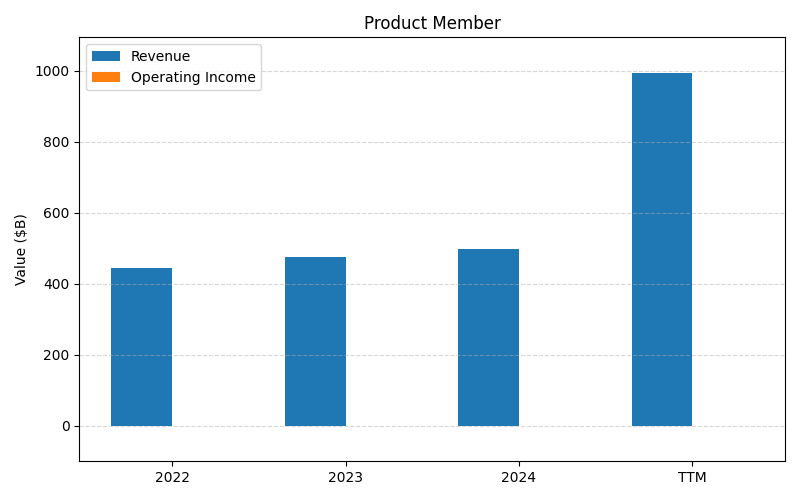 Product Member
Revenue
Operating Income
Value ($B)
1000
800
600
400
200
0
2022 2023 2024 TTM